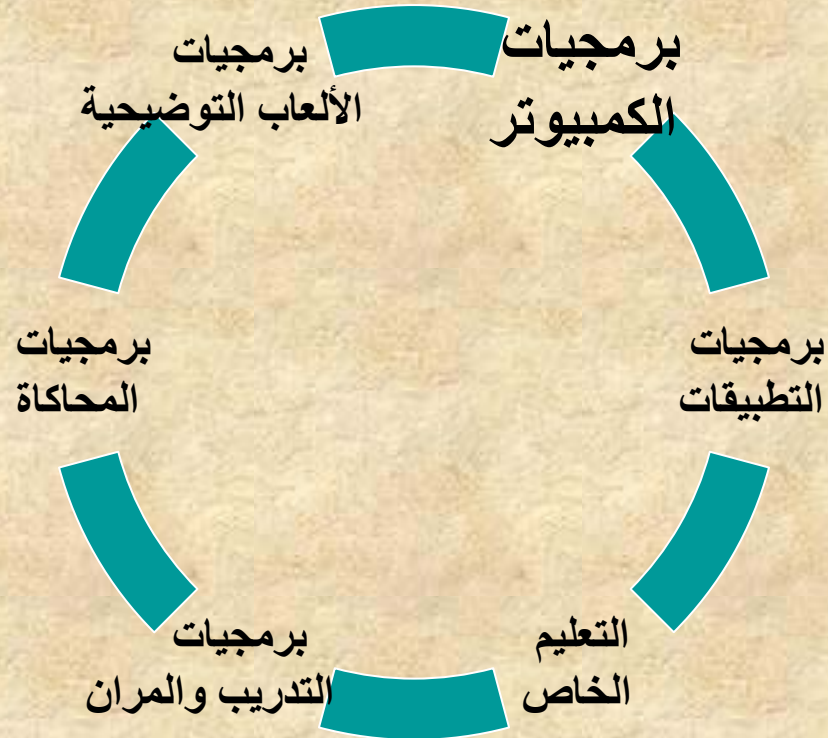 برمجيات
الكمبيوتر
برمجيات
التطبيقات
التعليم
الخاص
برمجيات
التدريب والمران
برمجيات
المحاكاة
برمجيات
الألعاب التوضيحية